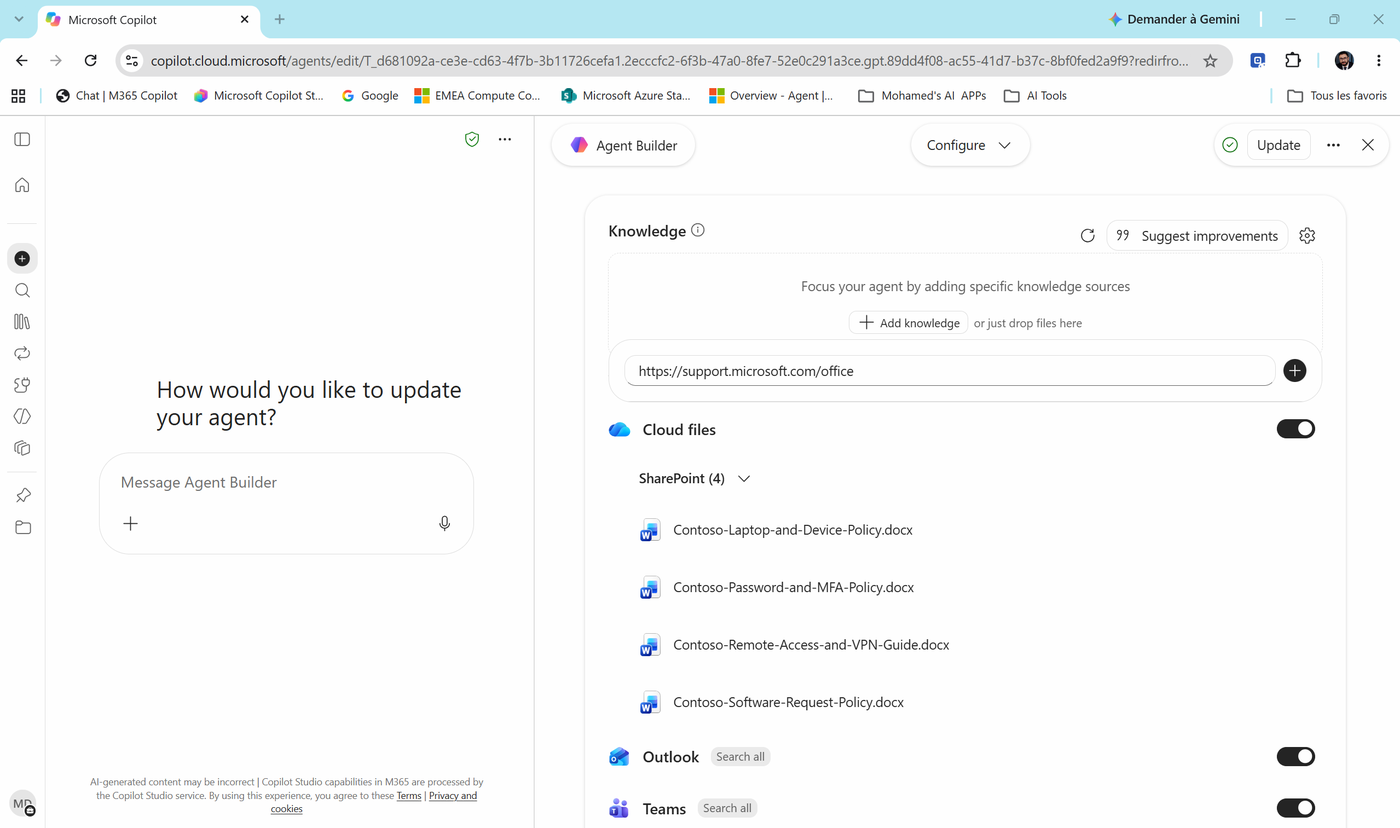 Microsoft Copilot
Demander à Gemini
copilot.cloud.microsoft/agents/edit/T_d681092a-ce3e-cd63-4f7b-3b11726cefa1.2ecccfc2-6f3b-47a0-8fe7-52e0c291a3ce.gpt.89dd4f08-ac55-41d7-b37c-8bf0fed2a9f9?redirfro...
Chat | M365 Copilot
Microsoft Copilot St...
Google
EMEA Compute Co...
Microsoft Azure Sta...
Overview - Agent |...
Mohamed's AI APPs
AI Tools
Tous les favoris
Agent Builder
Configure
Update
Knowledge
Suggest improvements
Focus your agent by adding specific knowledge sources
Add knowledge or just drop files here
https://support.microsoft.com/office
Cloud files
SharePoint (4)
Contoso-Laptop-and-Device-Policy.docx
Contoso-Password-and-MFA-Policy.docx
Contoso-Remote-Access-and-VPN-Guide.docx
Contoso-Software-Request-Policy.docx
Outlook Search all
Teams Search all
How would you like to update
your agent?
Message Agent Builder
AI-generated content may be incorrect | Copilot Studio capabilities in M365 are processed by
the Copilot Studio service. By using this experience, you agree to these Terms | Privacy and
cookies
MD